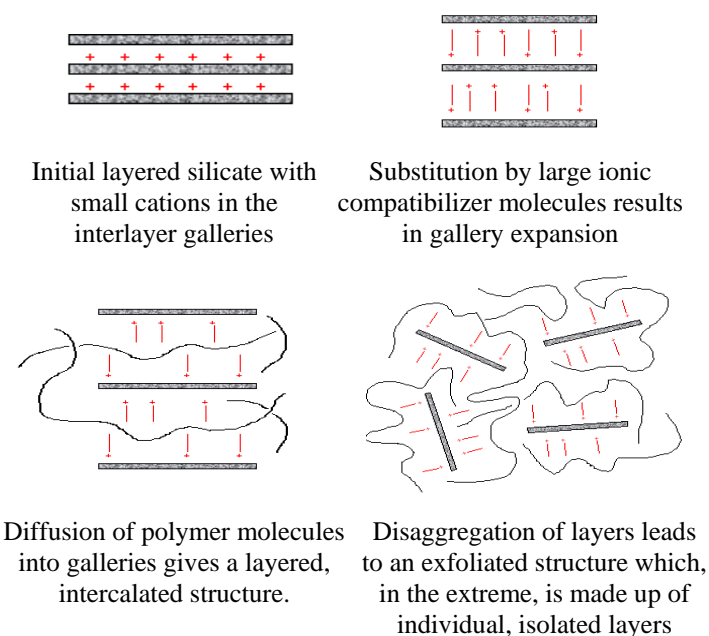 Initial layered silicate with
small cations in the
interlayer galleries
Substitution by large ionic
compatibilizer molecules results
in gallery expansion
Diffusion of polymer molecules
into galleries gives a layered,
intercalated structure.
Disaggregation of layers leads
to an exfoliated structure which,
in the extreme, is made up of
individual, isolated layers